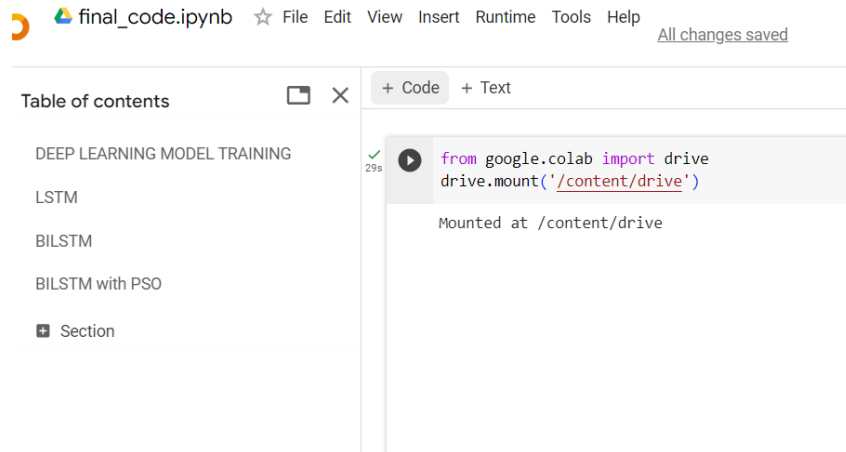 final_code.ipynb File Edit View Insert Runtime Tools Help
All changes saved
Table of contents
DEEP LEARNING MODEL TRAINING
LSTM
BILSTM
BILSTM with PSO
Section
+ Code + Text
29s
from google.colab import drive
drive.mount('/content/drive')
Mounted at /content/drive